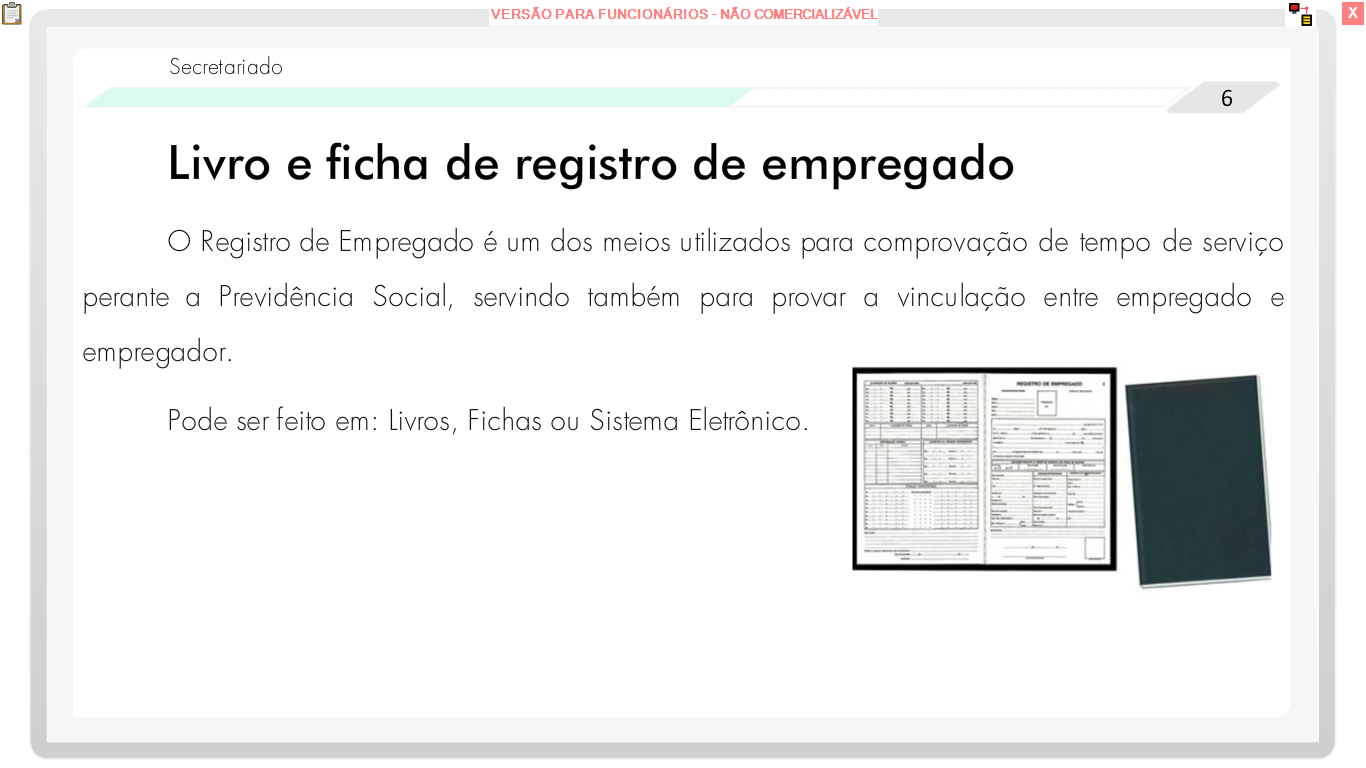 VERSÃO PARA FUNCIONÁRIOS - NÃO COMERCIALIZÁVEL
X
Secretariado
6
Livro e ficha de registro de empregado
O Registro de Empregado é um dos meios utilizados para comprovação de tempo de serviço
perante a Previdência Social, servindo também para provar a vinculação entre empregado e
empregador.
Pode ser feito em: Livros, Fichas ou Sistema Eletrônico.
REGISTRO DE EMPREGADO